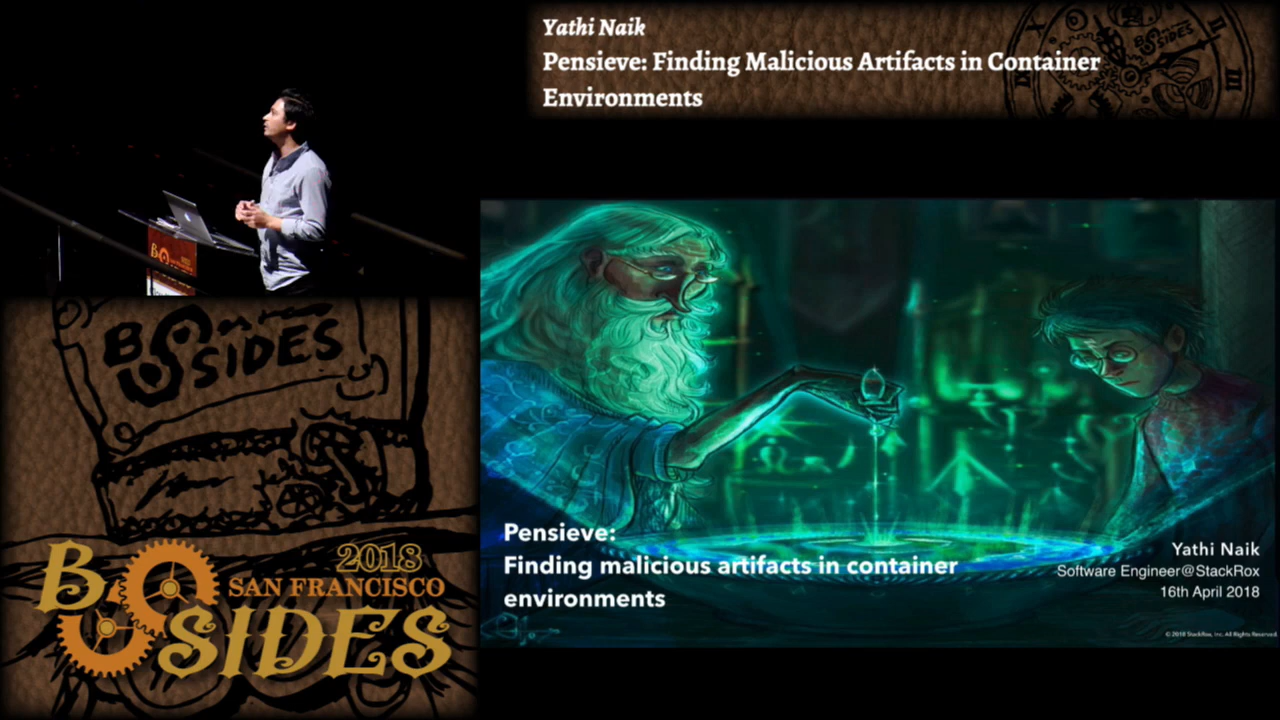 Yathi Naik
Pensieve: Finding Malicious Artifacts in Container
Environments
BSIDES
BSIDES
2018
SAN FRANCISCO
BSIDES
Pensieve:
Finding malicious artifacts in container
environments
Yathi Naik
Software Engineer@StackRox
16th April 2018
© 2018 StackRox, Inc. All Rights Reserved.